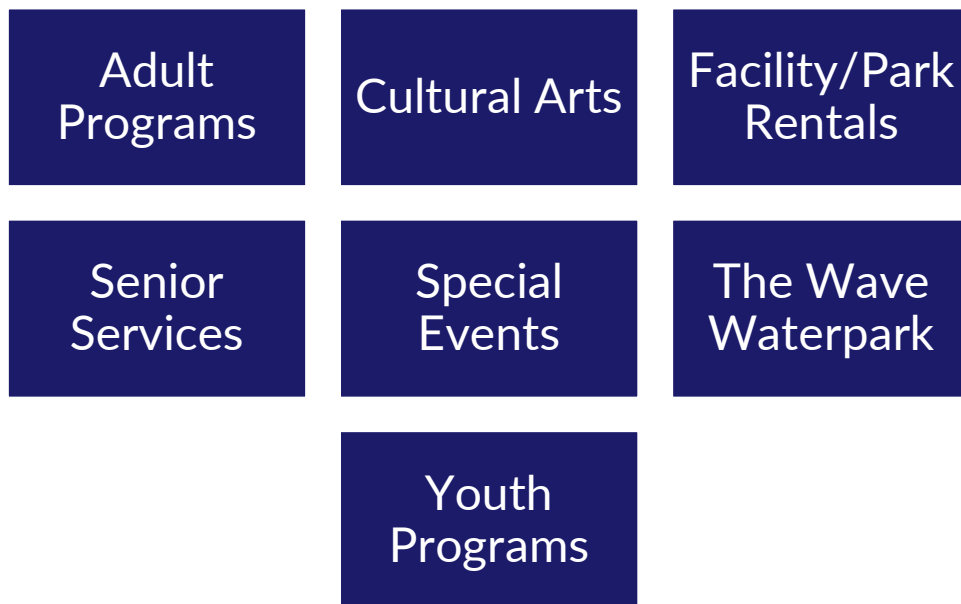 Adult
Programs
Cultural Arts
Facility/Park
Rentals
Senior
Services
Special
Events
The Wave
Waterpark
Youth
Programs